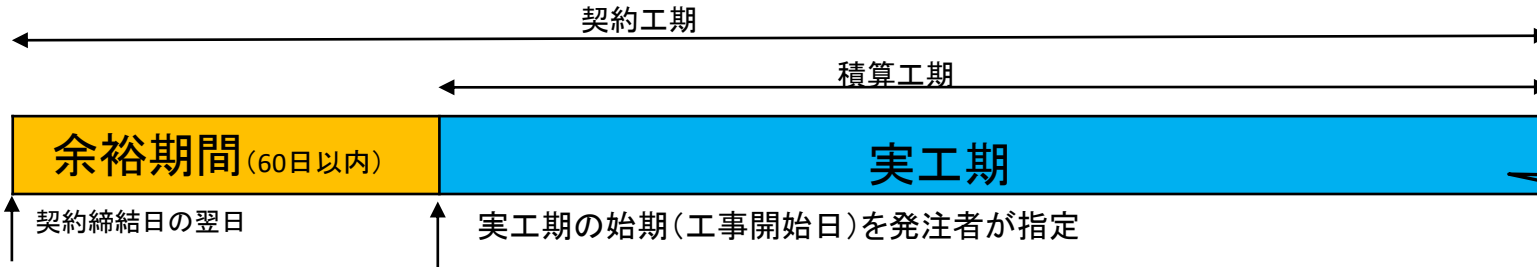 契約工期
積算工期
余裕期間(60日以内)
実工期
契約締結日の翌日
実工期の始期(工事開始日)を発注者が指定